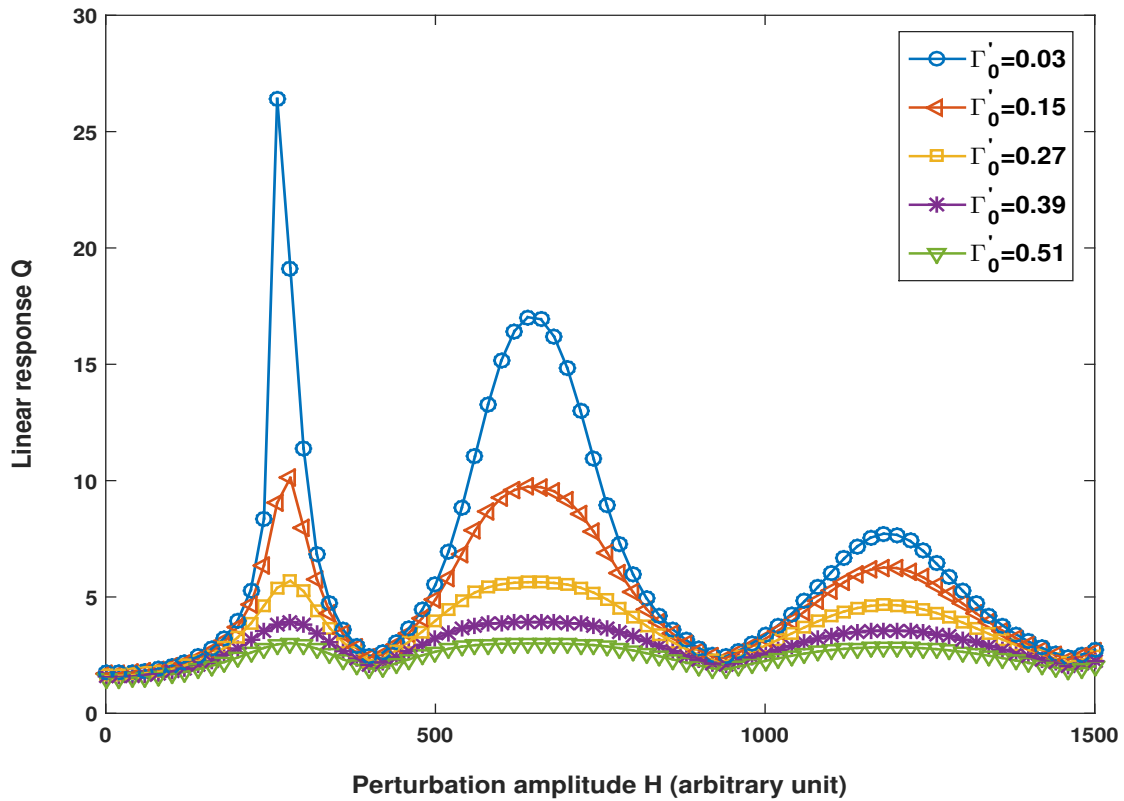 30
25
20
15
10
5
0
0
500
1000
1500
Linear response Q
Perturbation amplitude H (arbitrary unit)
Γ'₀=0.03
Γ'₀=0.15
Γ'₀=0.27
Γ'₀=0.39
Γ'₀=0.51